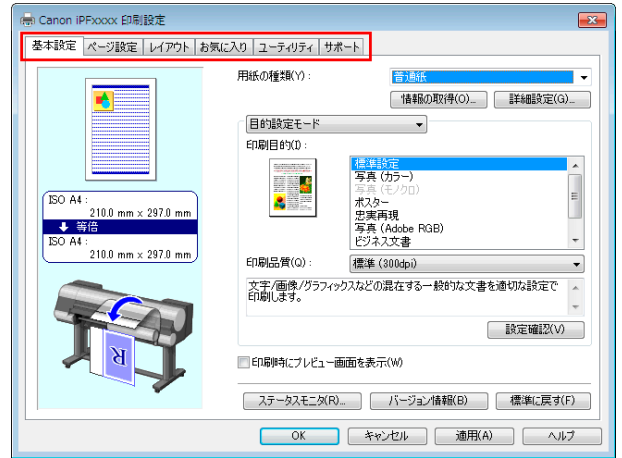 Canon iPFxxxx 印刷設定
基本設定 ページ設定 レイアウト お気に入り ユーティリティ サポート
用紙の種類(Y) : 普通紙
情報の取得(O)... 詳細設定(G)...
目的設定モード
印刷目的(I) :
標準設定
写真 (カラー)
写真 (モノクロ)
ポスター
忠実再現
写真 (Adobe RGB)
ビジネス文書
ISO A4 :
210.0 mm x 297.0 mm
等倍
ISO A4 :
210.0 mm x 297.0 mm
印刷品質(Q) : 標準 (300dpi)
文字/画像/グラフィックスなどの混在する一般的な文書を適切な設定で
印刷します。
設定確認(V)
印刷時にプレビュー画面を表示(W)
ステータスモニタ(R)... バージョン情報(B) 標準に戻す(F)
OK キャンセル 適用(A) ヘルプ
R